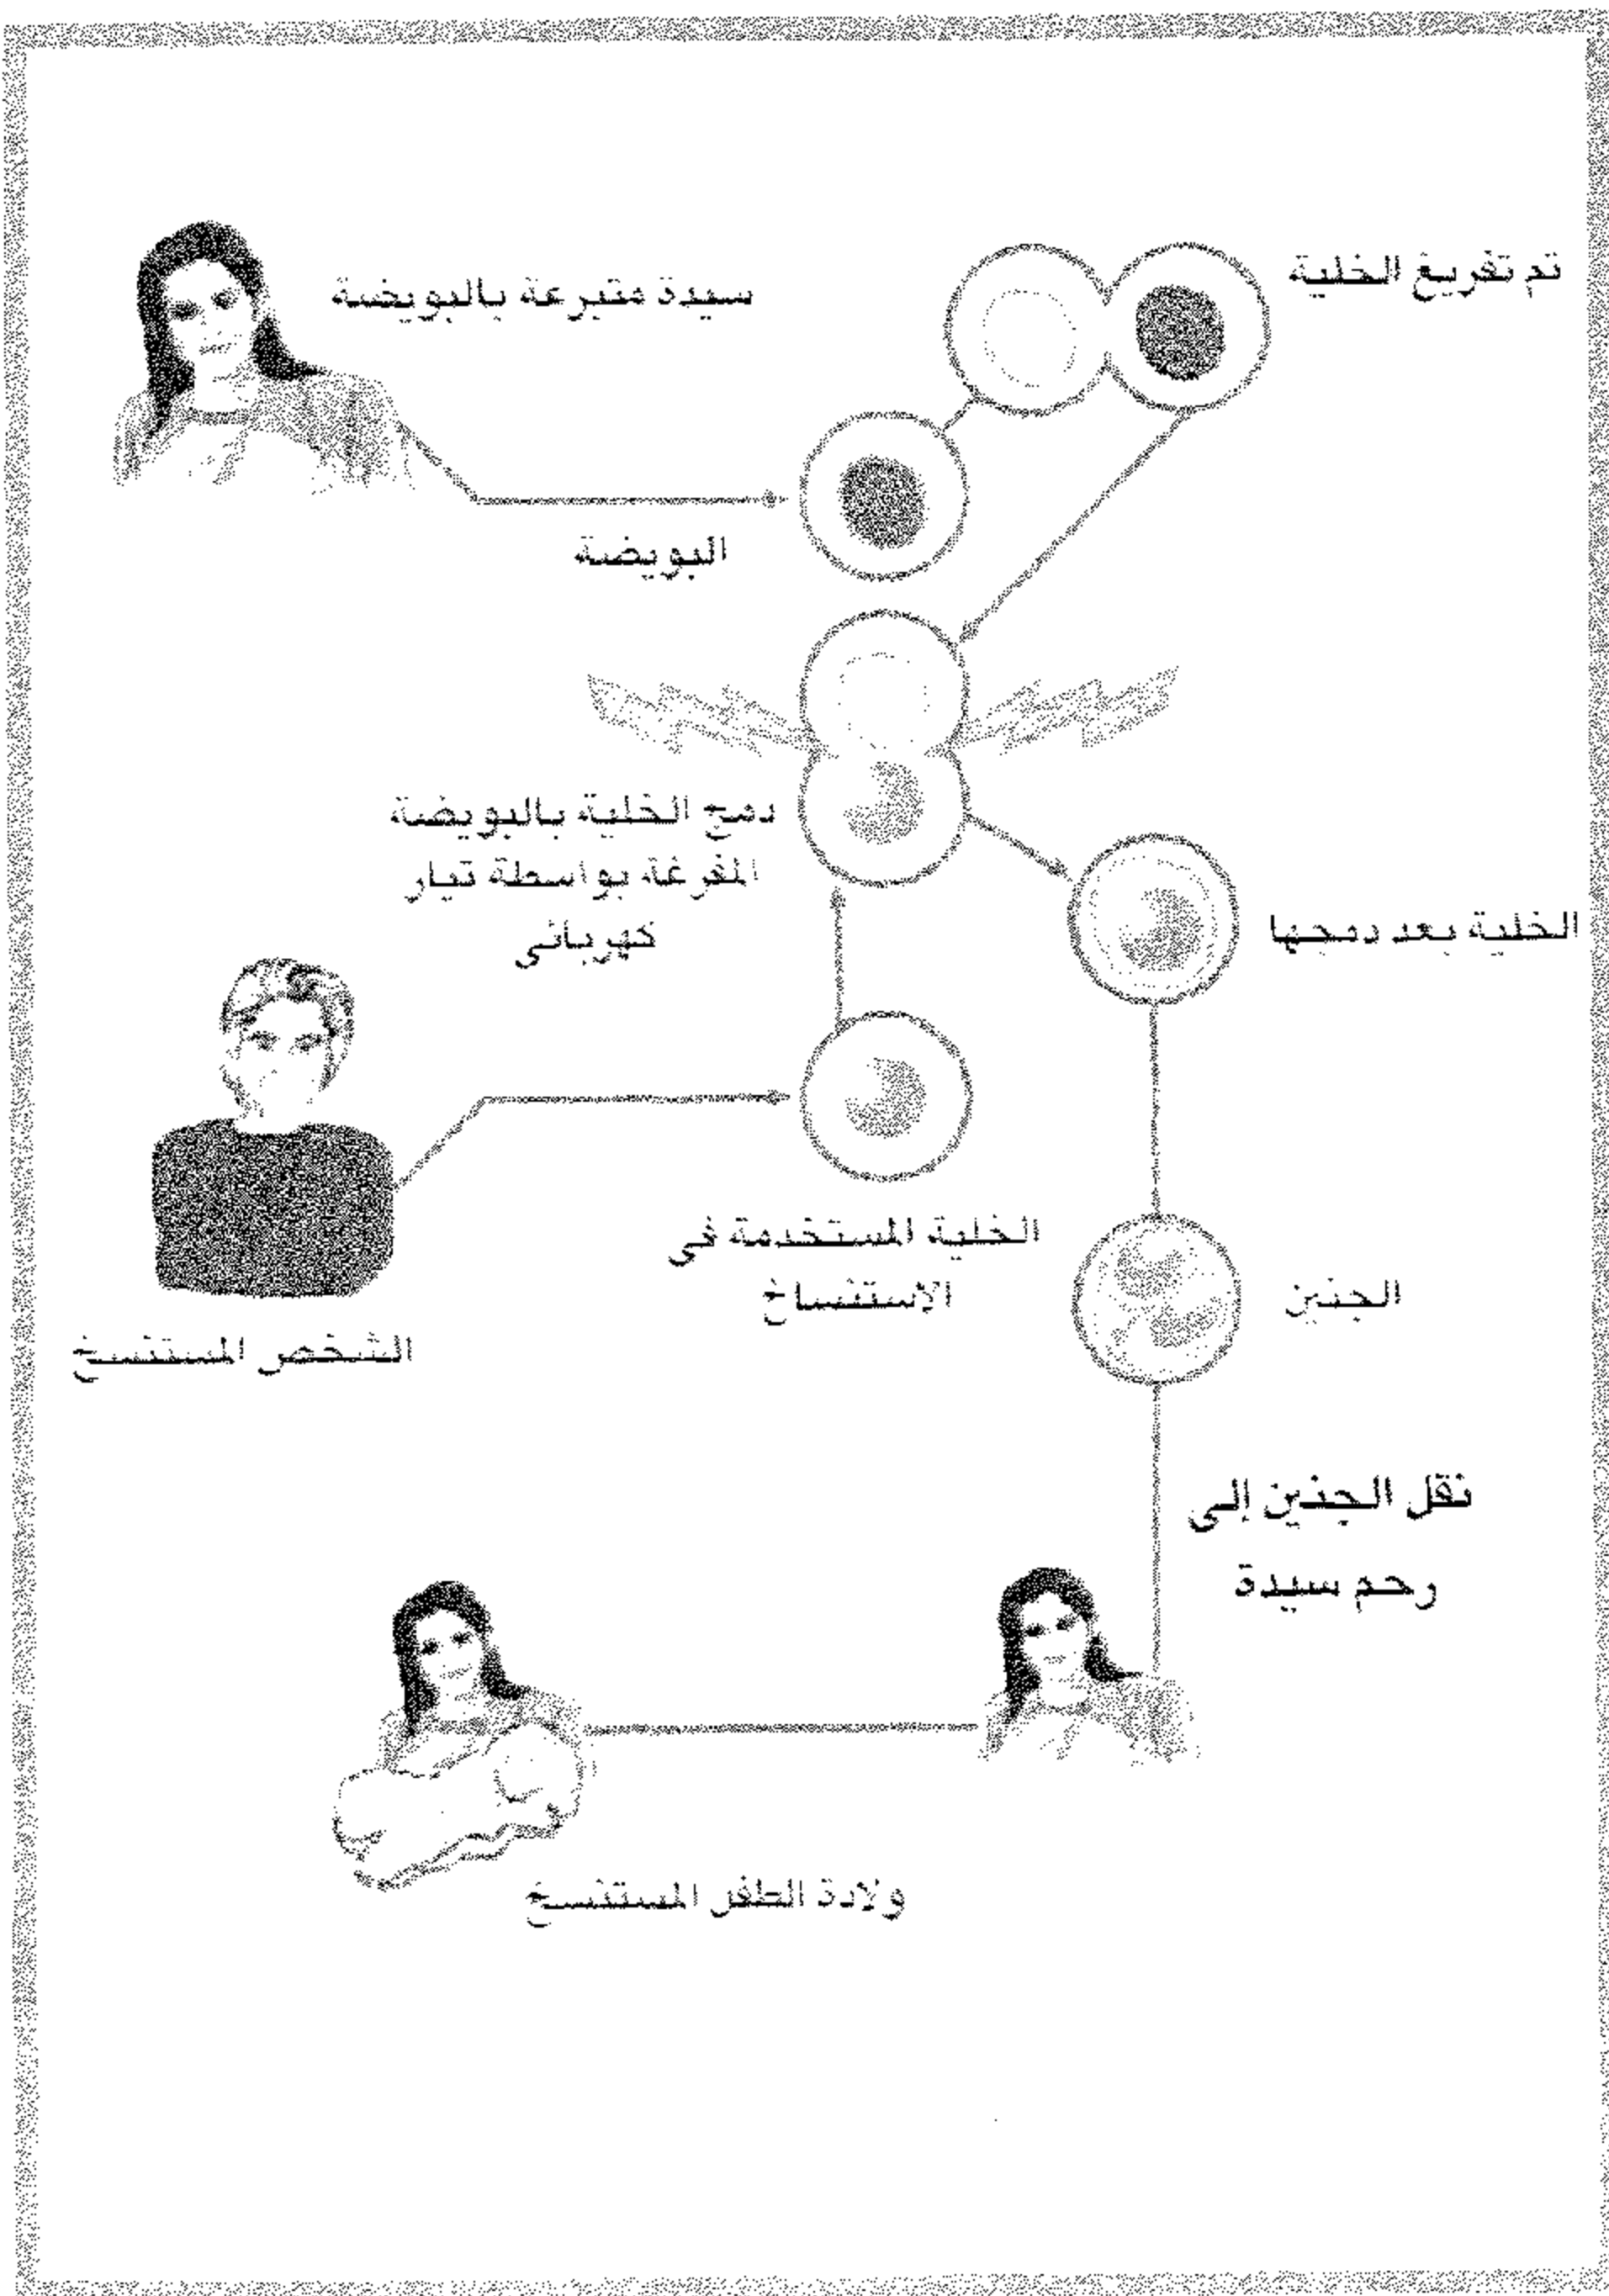 تم تفريغ الخلية
سيدة متبرعة بالبويضة
البويضة
دمج الخلية بالبويضة
المفرغة بواسطة تيار
كهربائى
الخلية بعد دمجها
الخلية المستخدمة فى
الاستنساخ
الجنين
الشخص المستنسخ
نقل الجنين إلى
رحم سيدة
ولادة الطفل المستنسخ